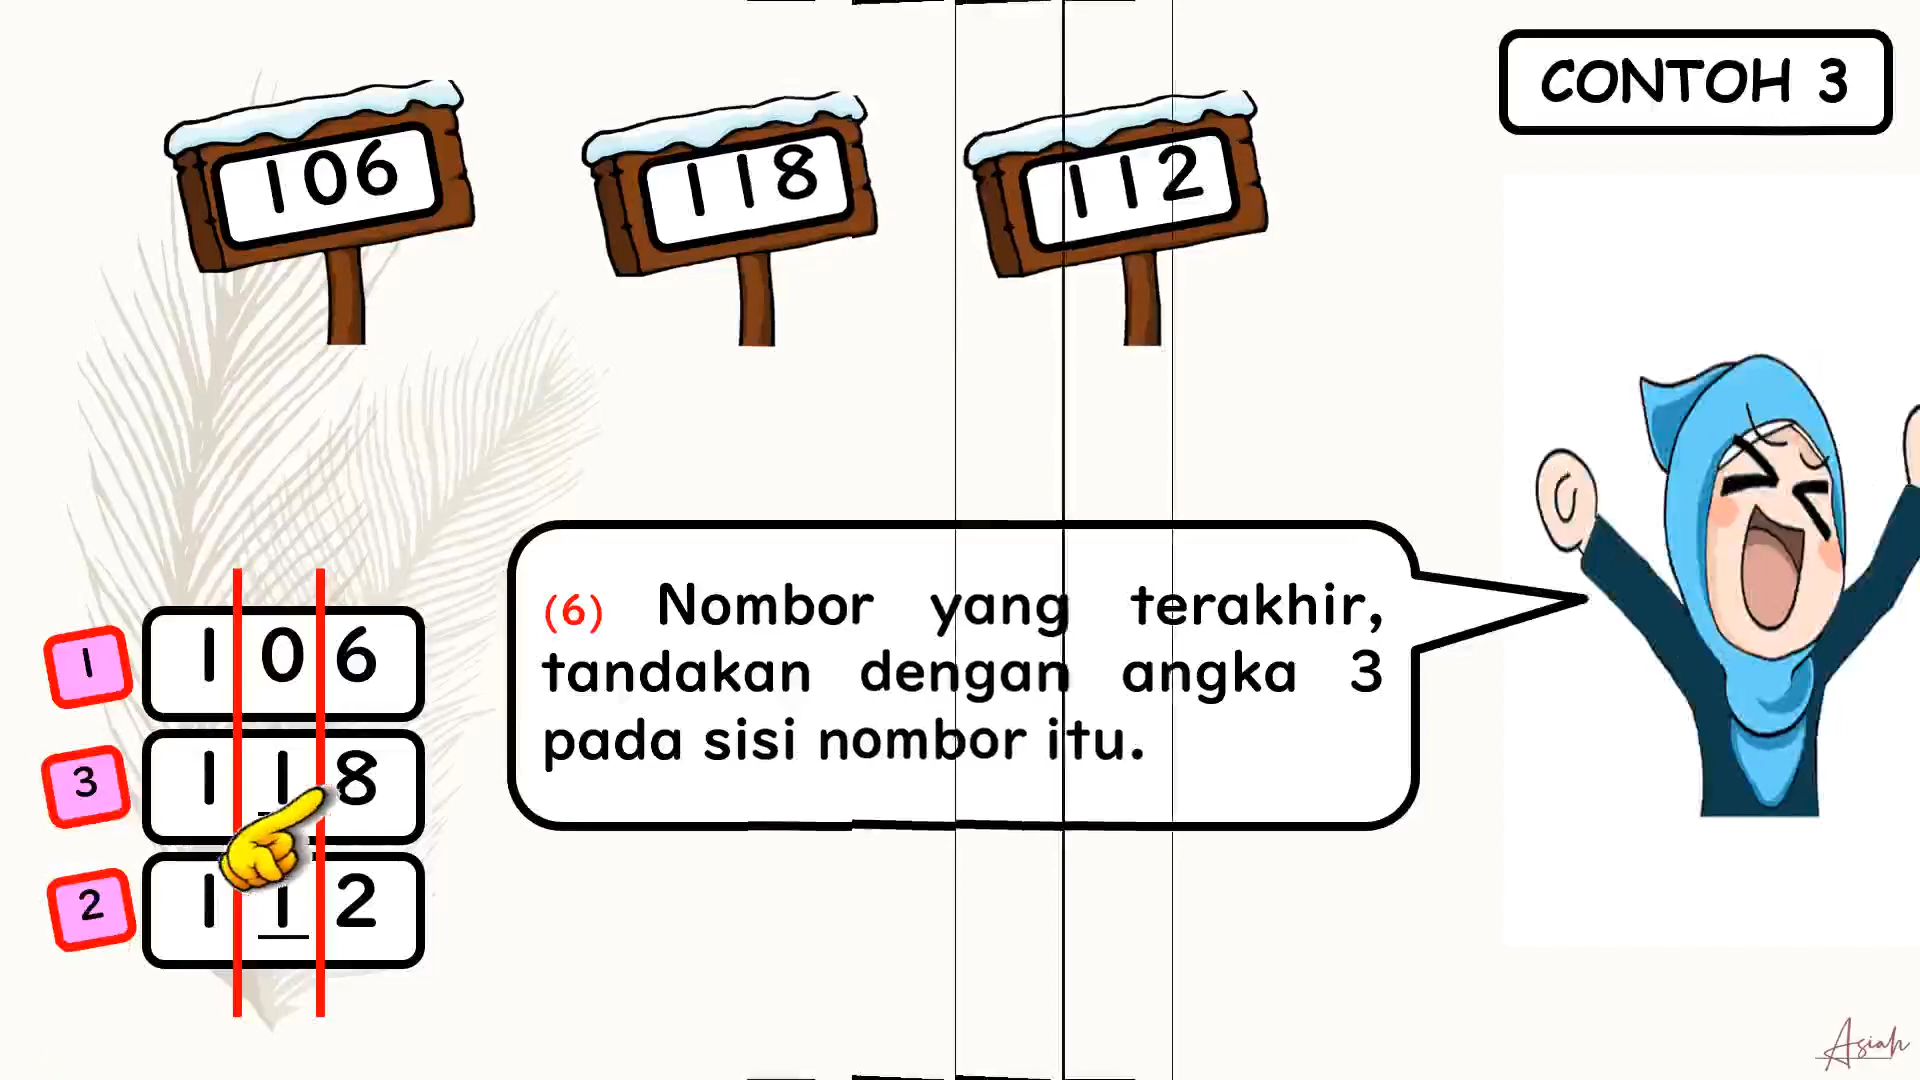 CONTOH 3
106
118
112
(6) Nombor yang terakhir,
tandakan dengan angka 3
pada sisi nombor itu.
1 106
3 118
2 112
Asiah